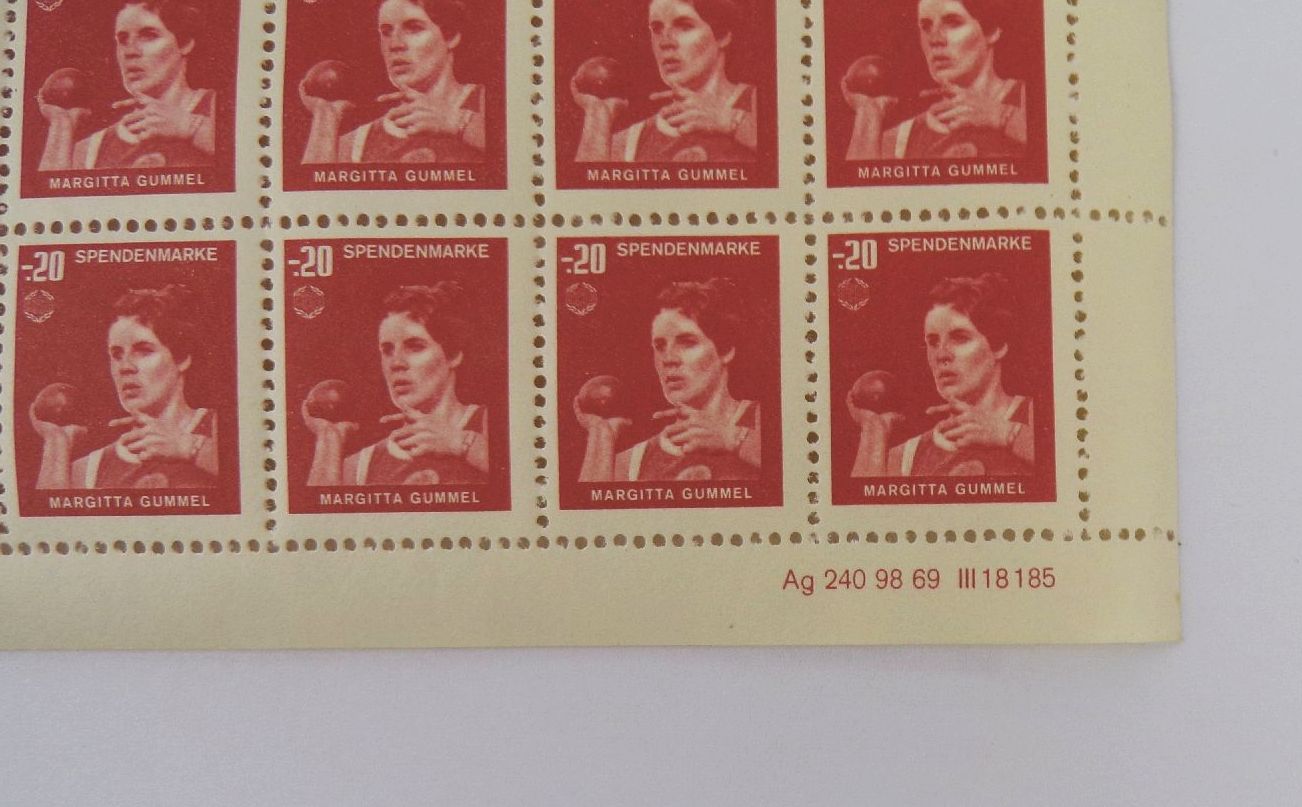 MARGITTA GUMMEL MARGITTA GUMMEL MARGITTA GUMMEL MARGITTA GUMMEL
-.20 SPENDENMARKE -.20 SPENDENMARKE -.20 SPENDENMARKE -.20 SPENDENMARKE
MARGITTA GUMMEL MARGITTA GUMMEL MARGITTA GUMMEL MARGITTA GUMMEL
Ag 240 98 69 III 18 185